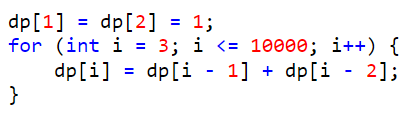 dp[1] = dp[2] = 1;
for (int i = 3; i <= 10000; i++) {
    dp[i] = dp[i - 1] + dp[i - 2];
}